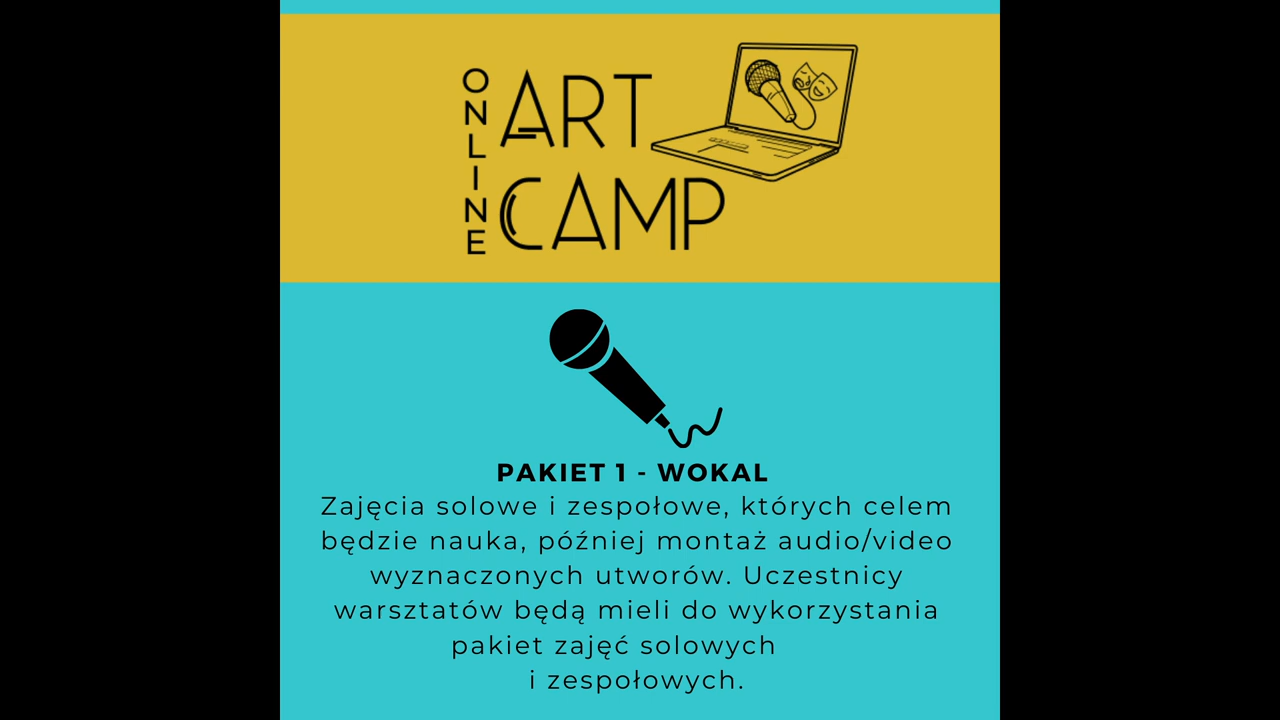 ONLINE
ART
CAMP
PAKIET 1 - WOKAL
Zajęcia solowe i zespołowe, których celem
będzie nauka, później montaż audio/video
wyznaczonych utworów. Uczestnicy
warsztatów będą mieli do wykorzystania
pakiet zajęć solowych
i zespołowych.